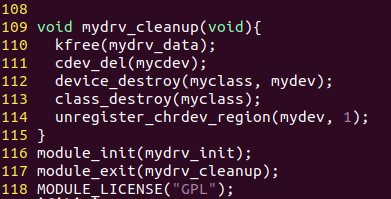 108
109 void mydrv_cleanup(void){
110   kfree(mydrv_data);
111   cdev_del(mycdev);
112   device_destroy(myclass, mydev);
113   class_destroy(myclass);
114   unregister_chrdev_region(mydev, 1);
115 }
116 module_init(mydrv_init);
117 module_exit(mydrv_cleanup);
118 MODULE_LICENSE("GPL");